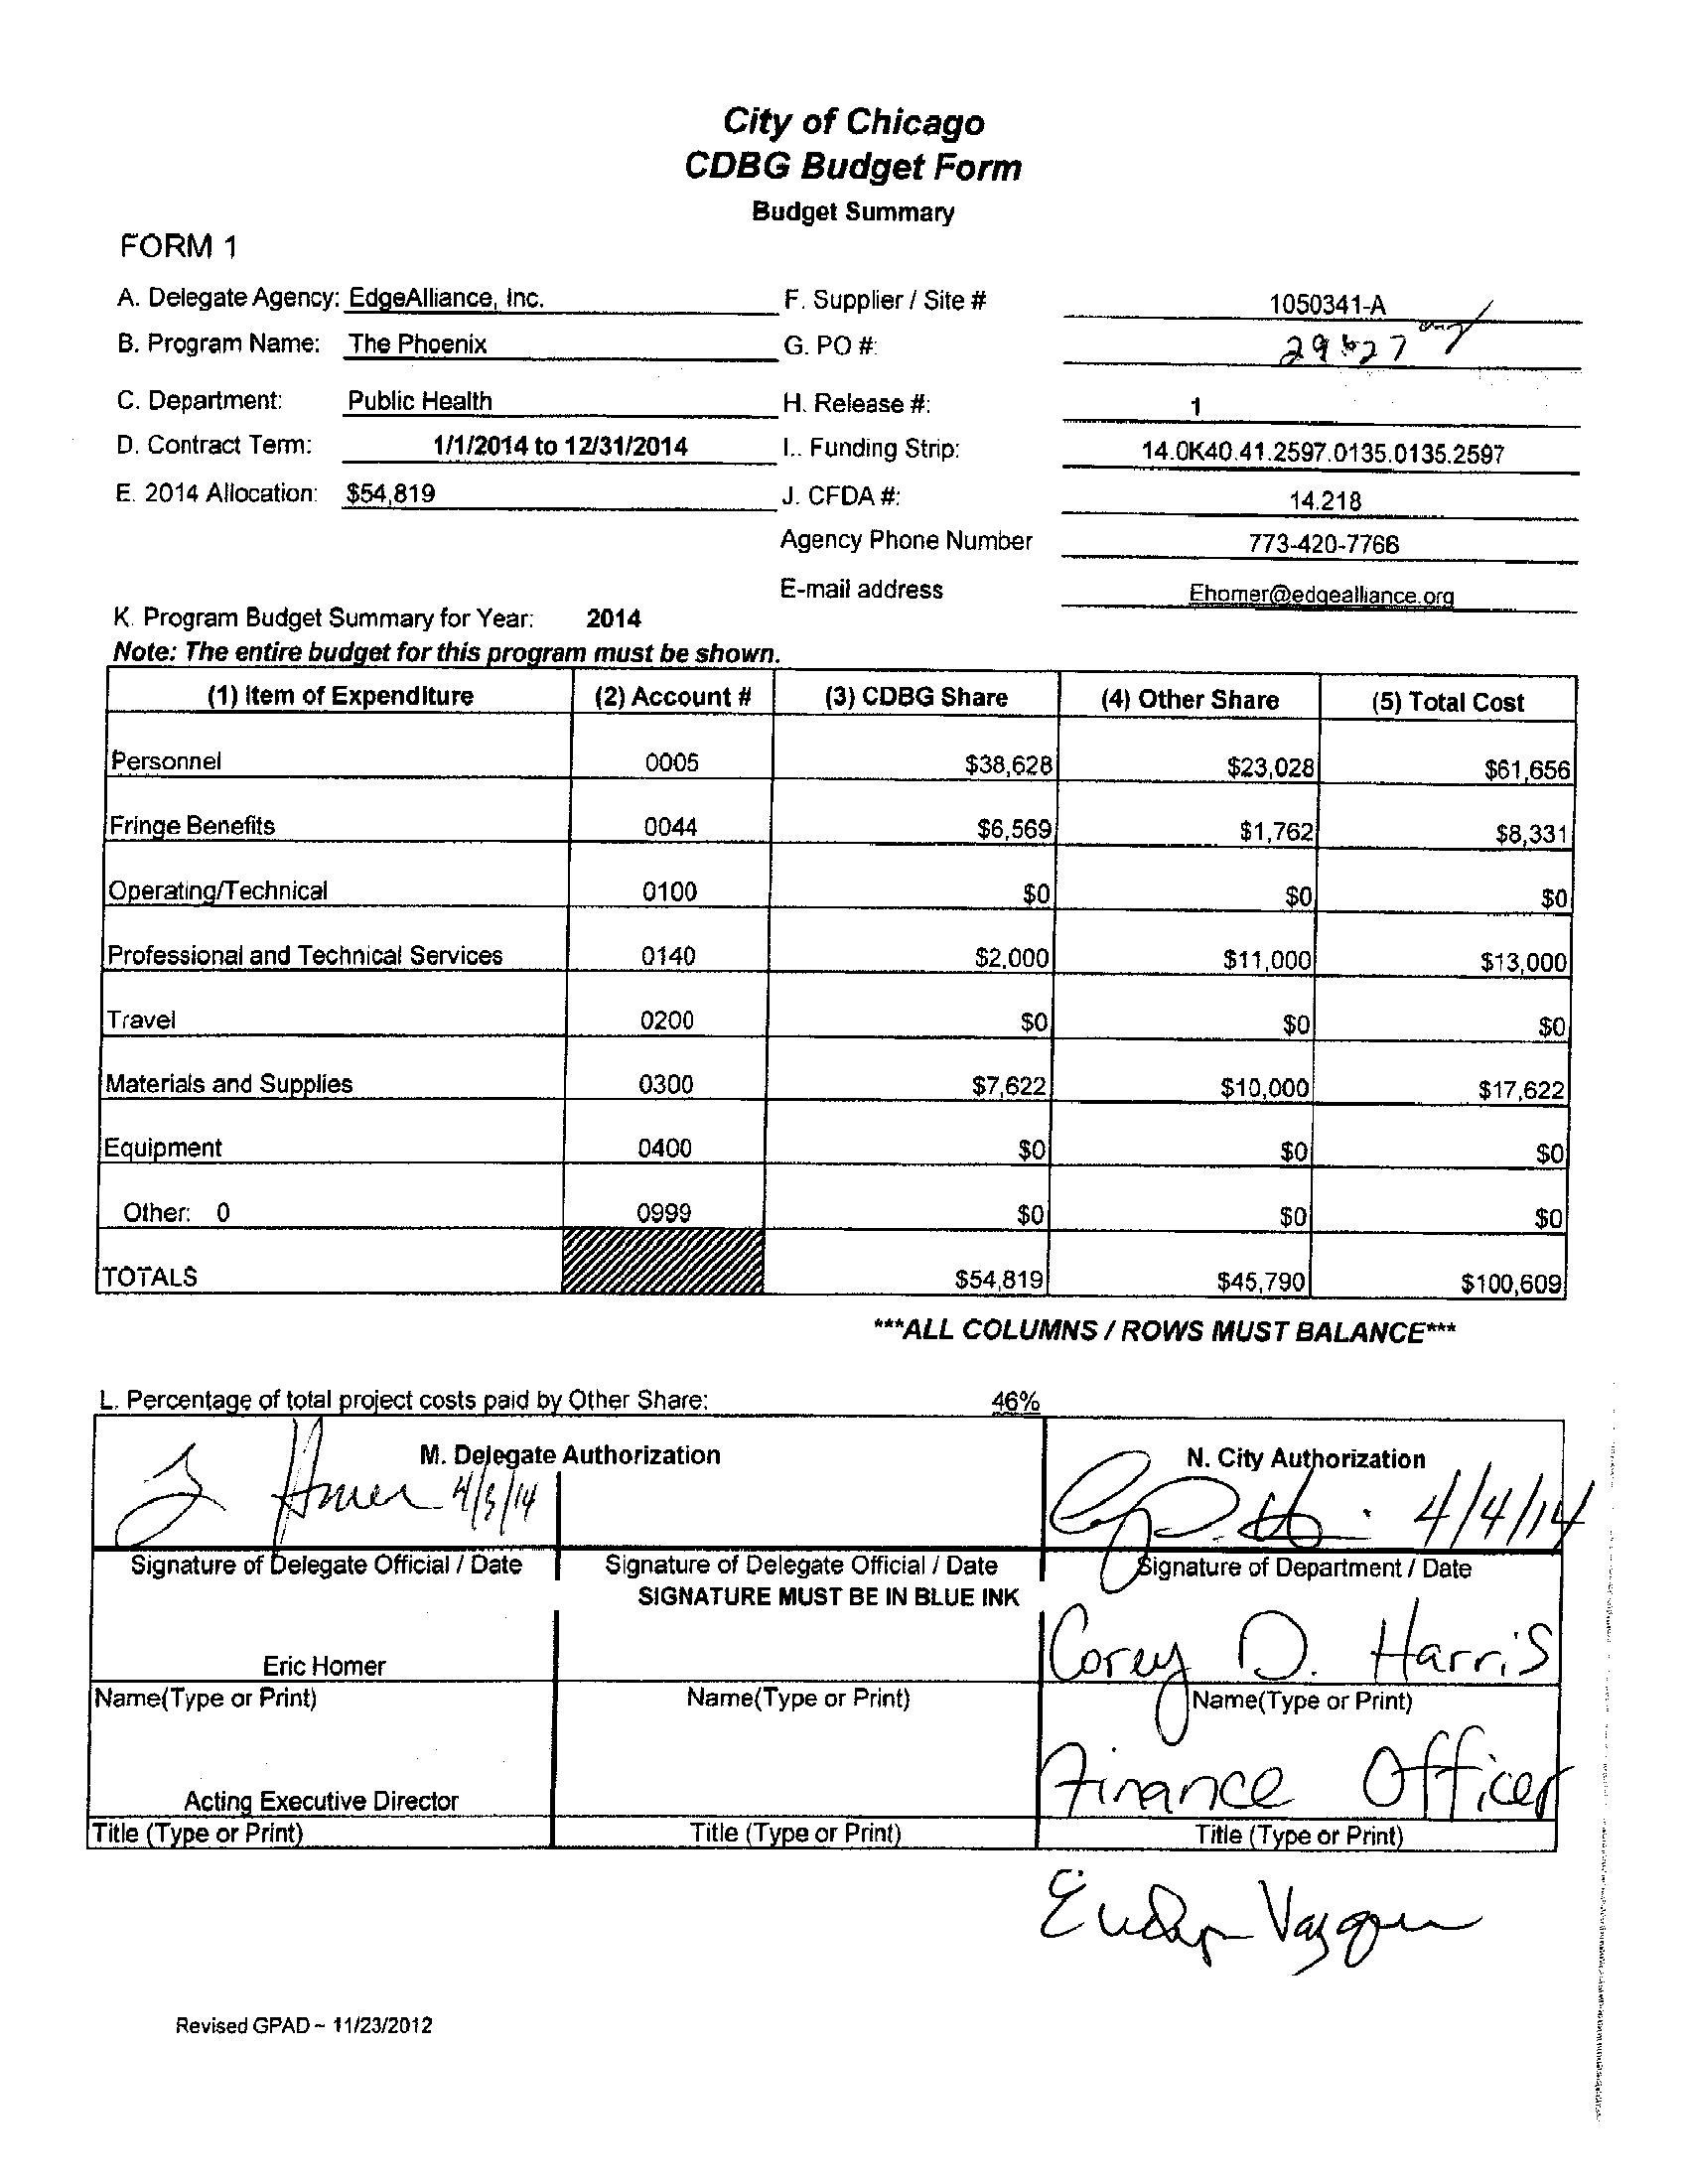 City of Chicago
CDBG Budget Form
Budget Summary
FORM 1
A. Delegate Agency: EdgeAlliance, Inc. F. Supplier / Site # 1050341-A
B. Program Name: The Phoenix G. PO #:
C. Department: Public Health H. Release #: 1
D. Contract Term: 1/1/2014 to 12/31/2014 I.. Funding Strip: 14.0K40.41.2597.0135.0135.2597
E. 2014 Allocation: $54,819 J. CFDA #: 14.218
Agency Phone Number 773-420-7766
E-mail address Ehomer@edgealliance.org
K. Program Budget Summary for Year: 2014
Note: The entire budget for this program must be shown.
(1) Item of Expenditure (2) Account # (3) CDBG Share (4) Other Share (5) Total Cost
Personnel 0005 $38,628 $23,028 $61,656
Fringe Benefits 0044 $6,569 $1,762 $8,331
Operating/Technical 0100 $0 $0 $0
Professional and Technical Services 0140 $2,000 $11,000 $13,000
Travel 0200 $0 $0 $0
Materials and Supplies 0300 $7,622 $10,000 $17,622
Equipment 0400 $0 $0 $0
Other: 0 0999 $0 $0 $0
TOTALS $54,819 $45,790 $100,609
***ALL COLUMNS / ROWS MUST BALANCE***
L. Percentage of total project costs paid by Other Share: 46%
M. Delegate Authorization N. City Authorization
Homer 4/4/14
Signature of Delegate Official / Date Signature of Delegate Official / Date Signature of Department / Date
SIGNATURE MUST BE IN BLUE INK
Eric Homer Corey D. Harris
Name(Type or Print) Name(Type or Print) Name(Type or Print)
Acting Executive Director Finance Officer
Title (Type or Print) Title (Type or Print) Title (Type or Print)
Revised GPAD ~ 11/23/2012